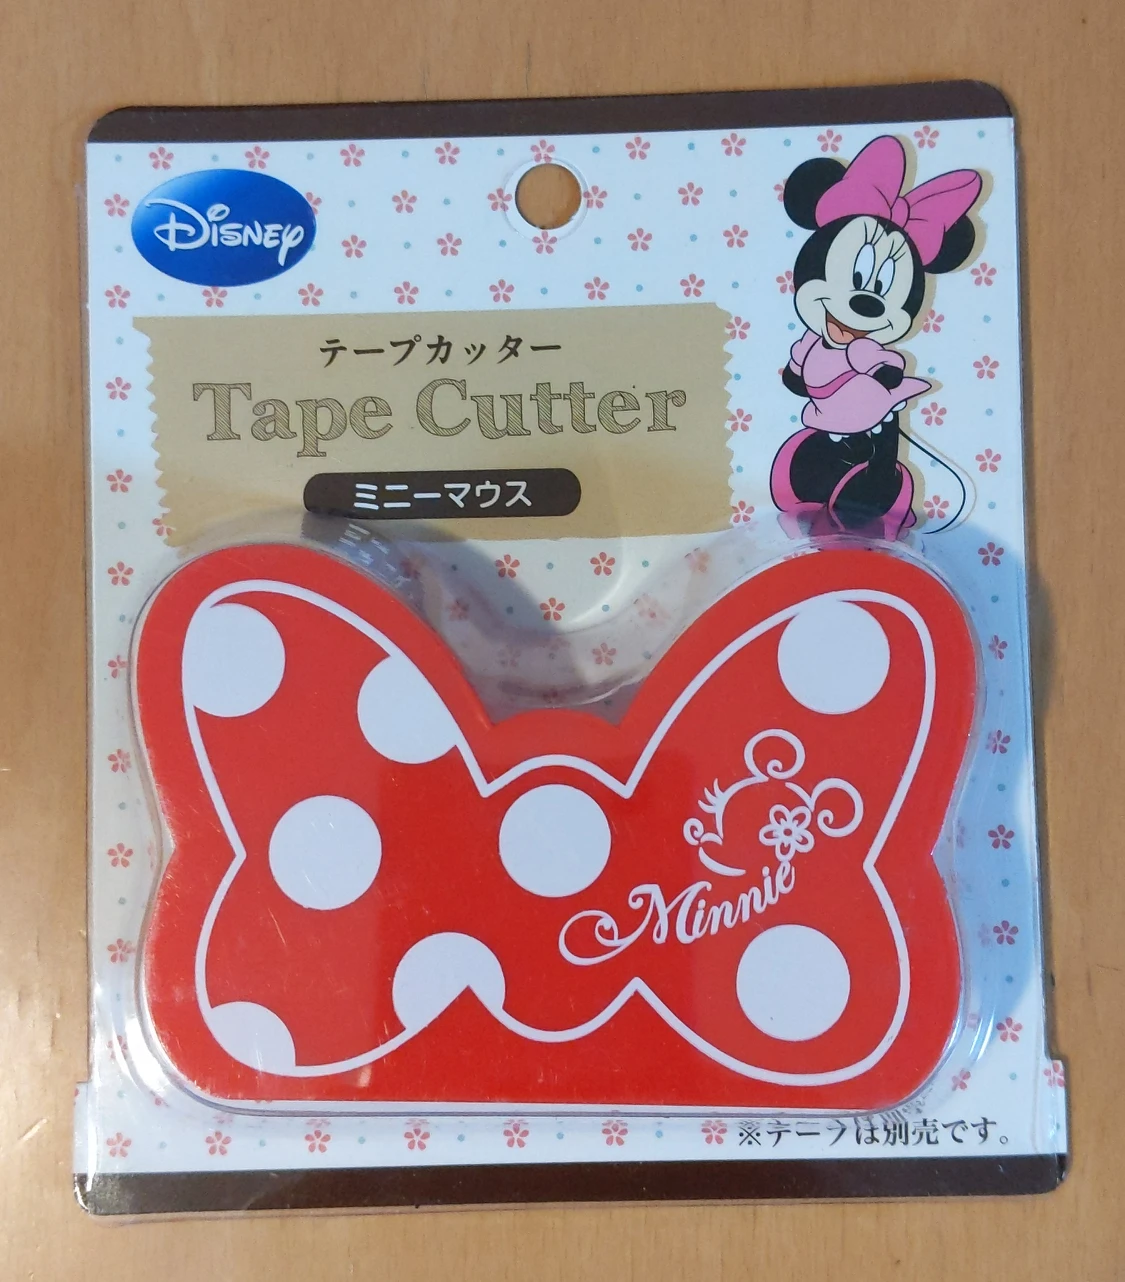 Disney
テープカッター
Tape Cutter
ミニーマウス
Minnie
※テープは別売です。